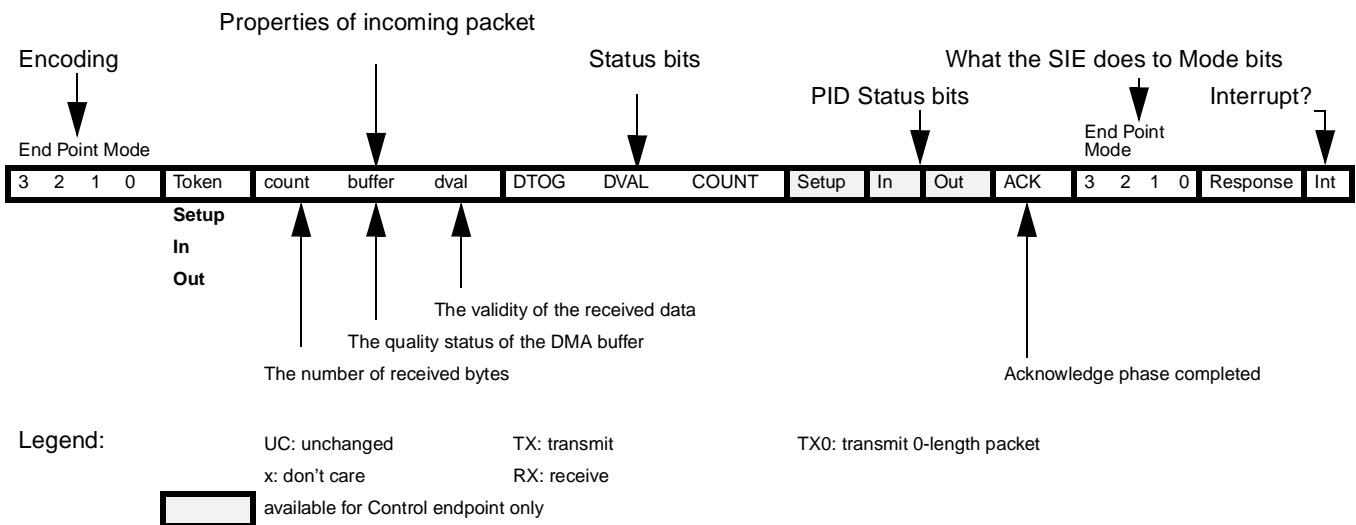 Properties of incoming packet
Encoding Status bits What the SIE does to Mode bits
PID Status bits Interrupt?
End Point Mode End Point
Mode
3 2 1 0 Token count buffer dval DTOG DVAL COUNT Setup In Out ACK 3 2 1 0 Response Int
Setup
In
Out
The validity of the received data
The quality status of the DMA buffer
The number of received bytes Acknowledge phase completed
Legend: UC: unchanged TX: transmit TX0: transmit 0-length packet
x: don't care RX: receive
available for Control endpoint only